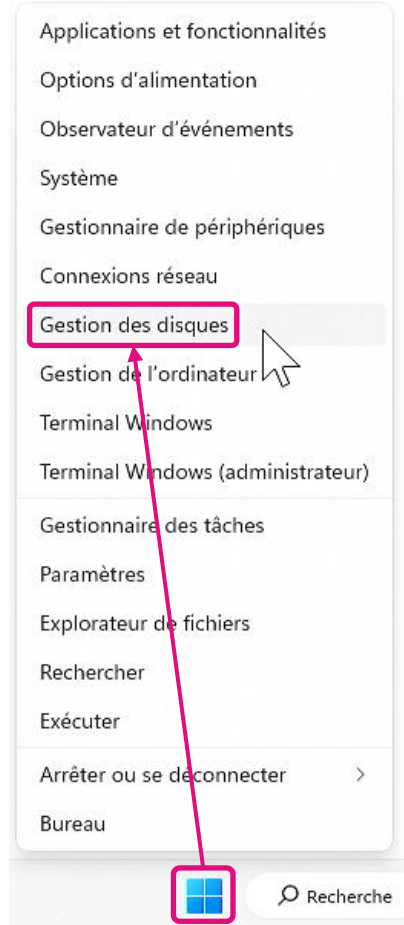 Applications et fonctionnalités
Options d'alimentation
Observateur d'événements
Système
Gestionnaire de périphériques
Connexions réseau
Gestion des disques
Gestion de l'ordinateur
Terminal Windows
Terminal Windows (administrateur)
Gestionnaire des tâches
Paramètres
Explorateur de fichiers
Rechercher
Exécuter
Arrêter ou se déconnecter
Bureau
Recherche